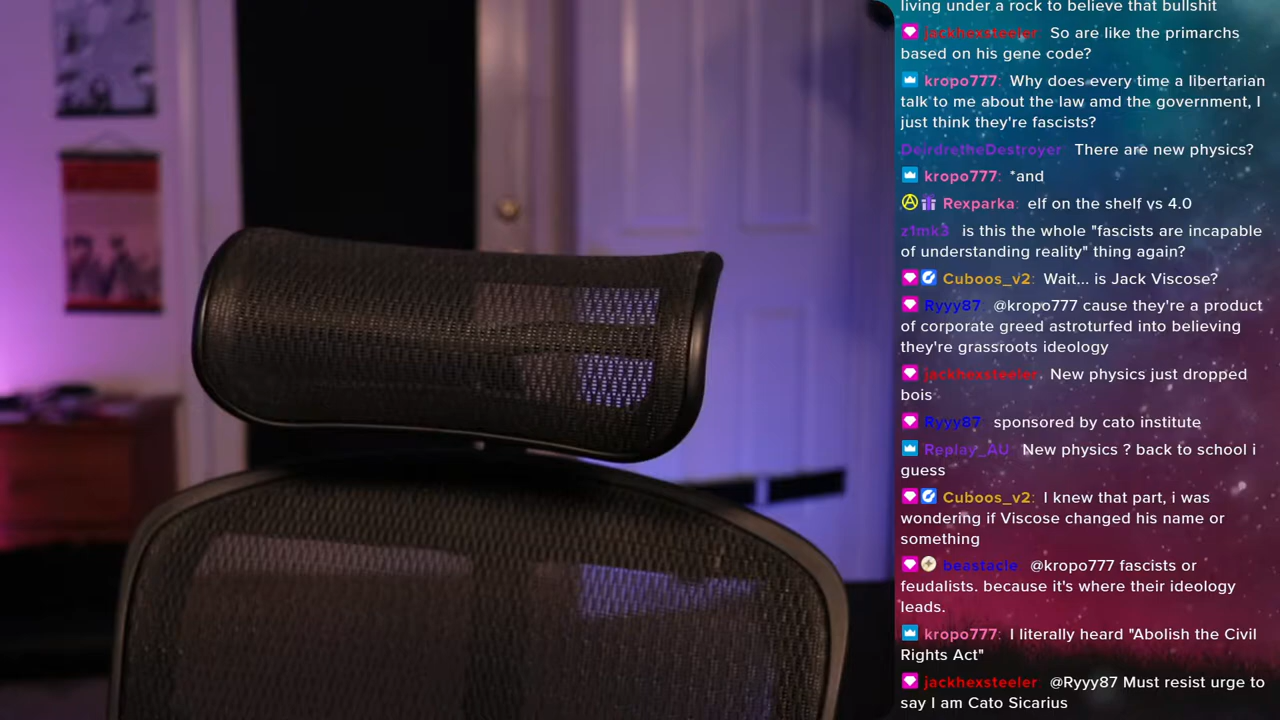 living under a rock to believe that bullshit
jackhexsteeler So are like the primarchs
based on his gene code?
kropo777: Why does every time a libertarian
talk to me about the law amd the government, I
just think they're fascists?
DeirdretheDestroyer There are new physics?
kropo777: *and
Rexparka: elf on the shelf vs 4.0
z1mk3 is this the whole "fascists are incapable
of understanding reality" thing again?
Cuboos_v2: Wait... is Jack Viscose?
Ryyy87 @kropo777 cause they're a product
of corporate greed astroturfed into believing
they're grassroots ideology
jackhexsteeler. New physics just dropped
bois
Ryyy87 sponsored by cato institute
Replay_AU New physics ? back to school i
guess
Cuboos_v2: I knew that part, i was
wondering if Viscose changed his name or
something
beastacle @kropo777 fascists or
feudalists. because it's where their ideology
leads.
kropo777: I literally heard "Abolish the Civil
Rights Act"
jackhexsteeler @Ryyy87 Must resist urge to
say I am Cato Sicarius